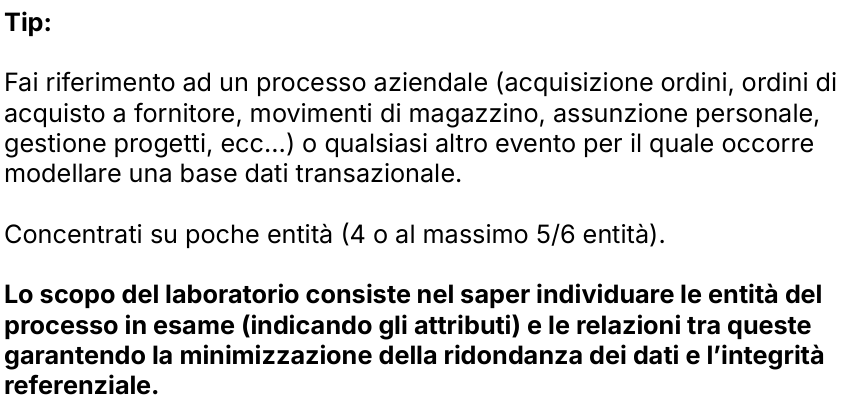 Tip:
Fai riferimento ad un processo aziendale (acquisizione ordini, ordini di
acquisto a fornitore, movimenti di magazzino, assunzione personale,
gestione progetti, ecc...) o qualsiasi altro evento per il quale occorre
modellare una base dati transazionale.
Concentrati su poche entità (4 o al massimo 5/6 entità).
Lo scopo del laboratorio consiste nel saper individuare le entità del
processo in esame (indicando gli attributi) e le relazioni tra queste
garantendo la minimizzazione della ridondanza dei dati e l’integrità
referenziale.